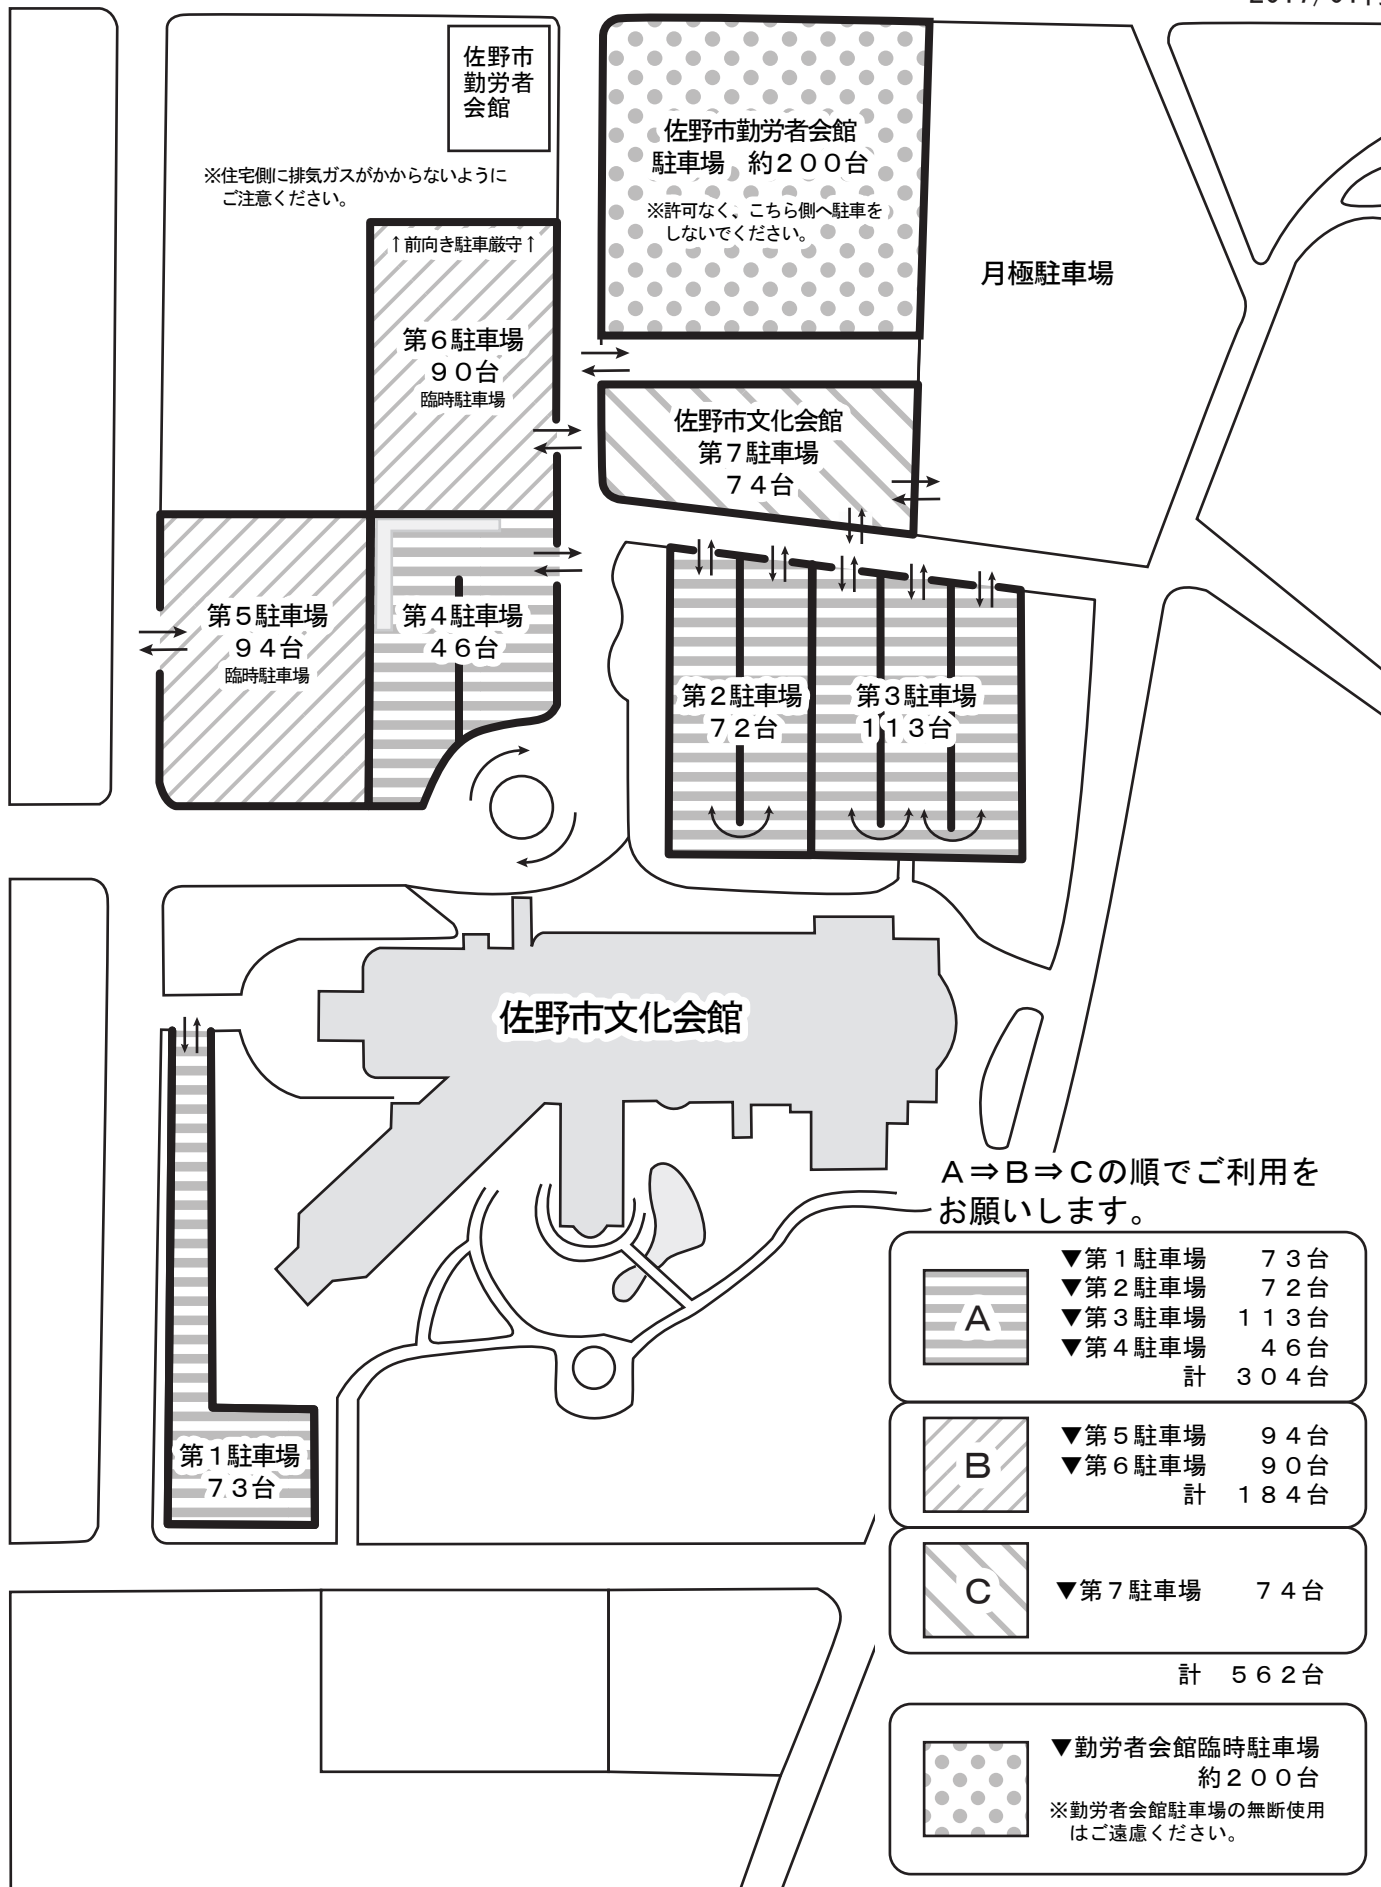 佐野市
勤労者
会館
※住宅側に排気ガスがかからないように
ご注意ください。
佐野市勤労者会館
駐車場　約２００台
※許可なく、こちら側へ駐車を
しないでください。
月極駐車場
↑前向き駐車厳守↑
第６駐車場
９０台
臨時駐車場
佐野市文化会館
第７駐車場
７４台
第５駐車場
９４台
臨時駐車場
第４駐車場
４６台
第２駐車場
７２台
第３駐車場
１１３台
佐野市文化会館
第１駐車場
７３台
Ａ⇒Ｂ⇒Ｃの順でご利用を
お願いします。
Ａ
▼第１駐車場　７３台
▼第２駐車場　７２台
▼第３駐車場　１１３台
▼第４駐車場　４６台
計　３０４台
Ｂ
▼第５駐車場　９４台
▼第６駐車場　９０台
計　１８４台
Ｃ
▼第７駐車場　７４台
計　５６２台
▼勤労者会館臨時駐車場
約２００台
※勤労者会館駐車場の無断使用
はご遠慮ください。